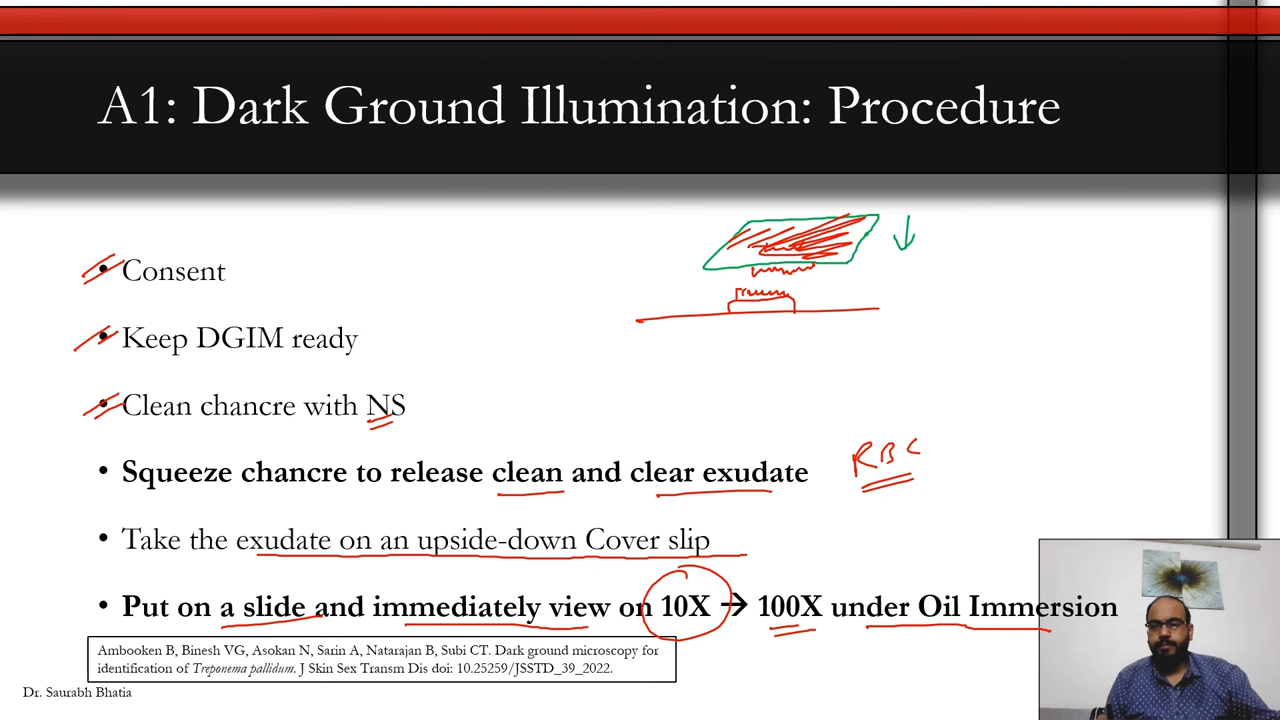 A1: Dark Ground Illumination: Procedure
• Consent
• Keep DGIM ready
• Clean chancre with NS
• Squeeze chancre to release clean and clear exudate
RBC
• Take the exudate on an upside-down Cover slip
• Put on a slide and immediately view on 10X → 100X under Oil Immersion
Ambooken B, Binesh VG, Asokan N, Sarin A, Natarajan B, Subi CT. Dark ground microscopy for
identification of Treponema pallidum. J Skin Sex Transm Dis doi: 10.25259/JSSTD_39_2022.
Dr. Saurabh Bhatia